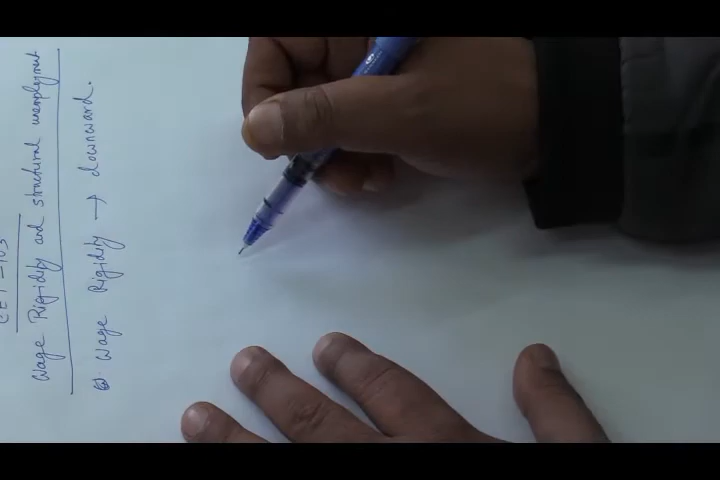 Wage Rigidity and structural unemployment
Wage Rigidity → downward.